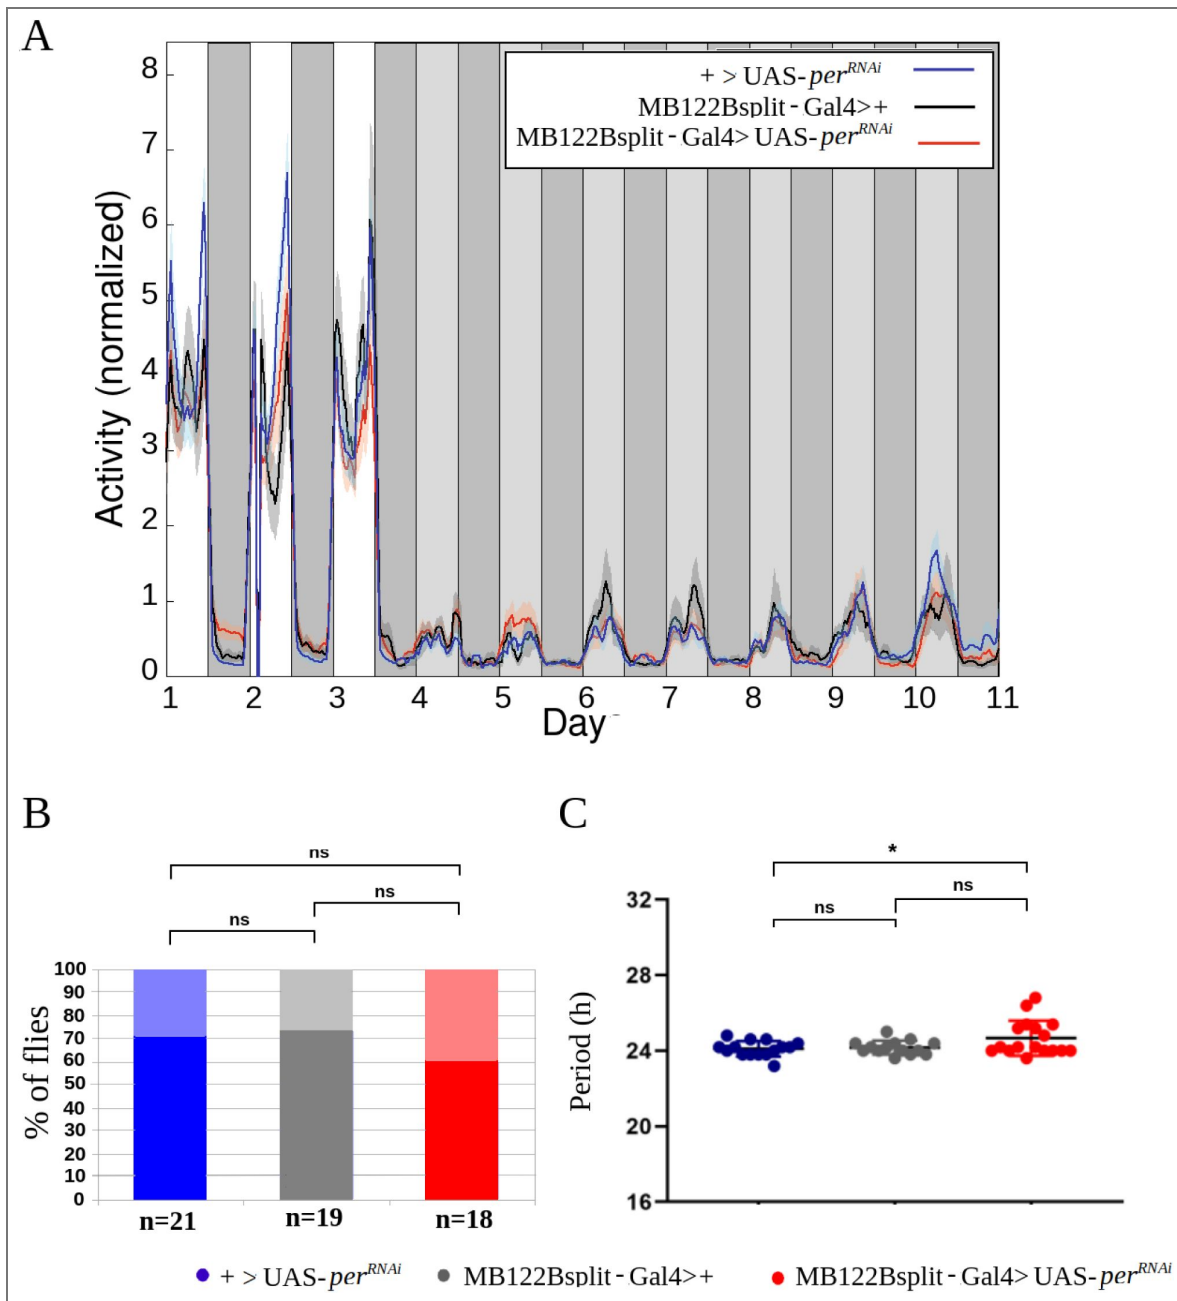 A
+ > UAS-per^RNAi
MB122Bsplit - Gal4>+
MB122Bsplit - Gal4> UAS-per^RNAi
Activity (normalized)
8
7
6
5
4
3
2
1
0
1 2 3 4 5 6 7 8 9 10 11
Day
B
ns
ns
ns
% of flies
100
90
80
70
60
50
40
30
20
10
0
n=21 n=19 n=18
C
*
ns
ns
Period (h)
32
28
24
20
16
+ > UAS-per^RNAi MB122Bsplit - Gal4>+ MB122Bsplit - Gal4> UAS-per^RNAi